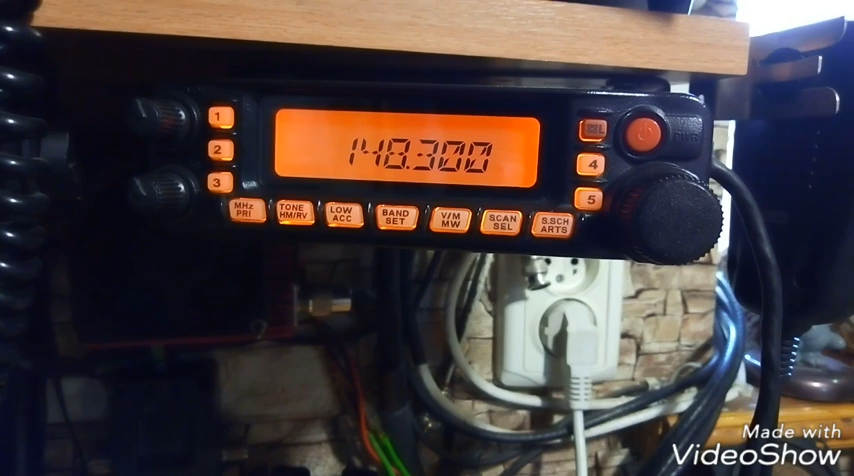 1
2
3
148.300
4
5
PWR
MHz
PRI
TONE
HM/RV
LOW
ACC
BAND
SET
V/M
MW
SCAN
SEL
S.SCH
ARTS
Made with
VideoShow